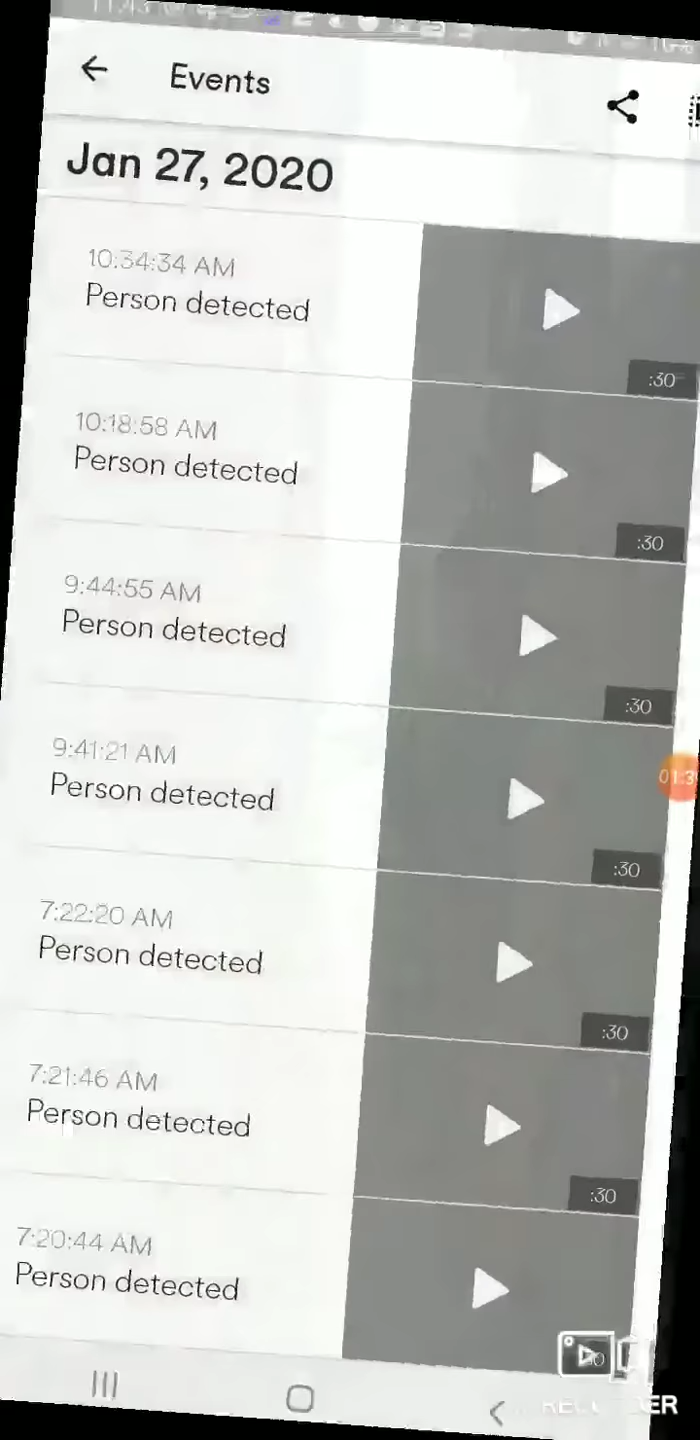 Events
Jan 27, 2020
10:34:34 AM
Person detected
:30
10:18:58 AM
Person detected
:30
9:44:55 AM
Person detected
:30
9:41:21 AM
Person detected
:30
7:22:20 AM
Person detected
:30
7:21:46 AM
Person detected
:30
7:20:44 AM
Person detected